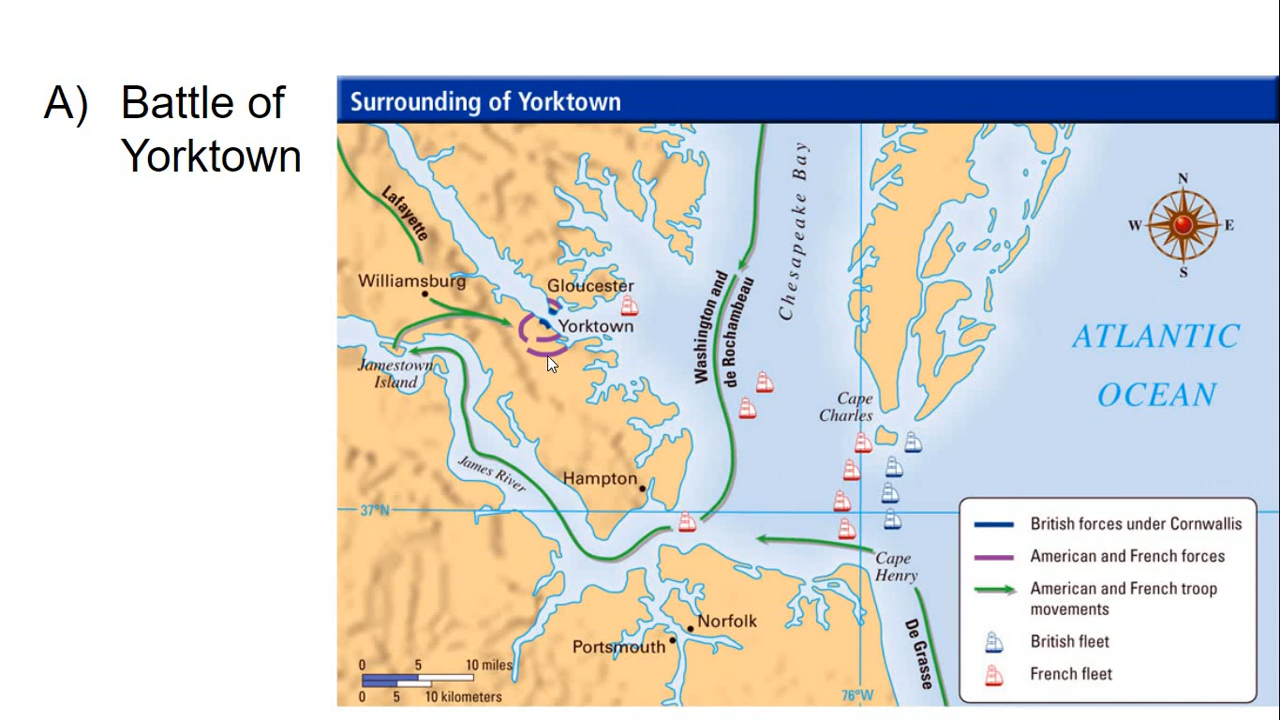 A) Battle of
Yorktown
Surrounding of Yorktown
Lafayette
Williamsburg
Gloucester
Yorktown
Jamestown
Island
James River
Hampton
Washington and
de Rochambeau
Chesapeake Bay
Cape
Charles
ATLANTIC
OCEAN
N
W
E
S
37°N
Cape
Henry
De Grasse
Norfolk
Portsmouth
76°W
0 5 10 miles
0 5 10 kilometers
British forces under Cornwallis
American and French forces
American and French troop
movements
British fleet
French fleet